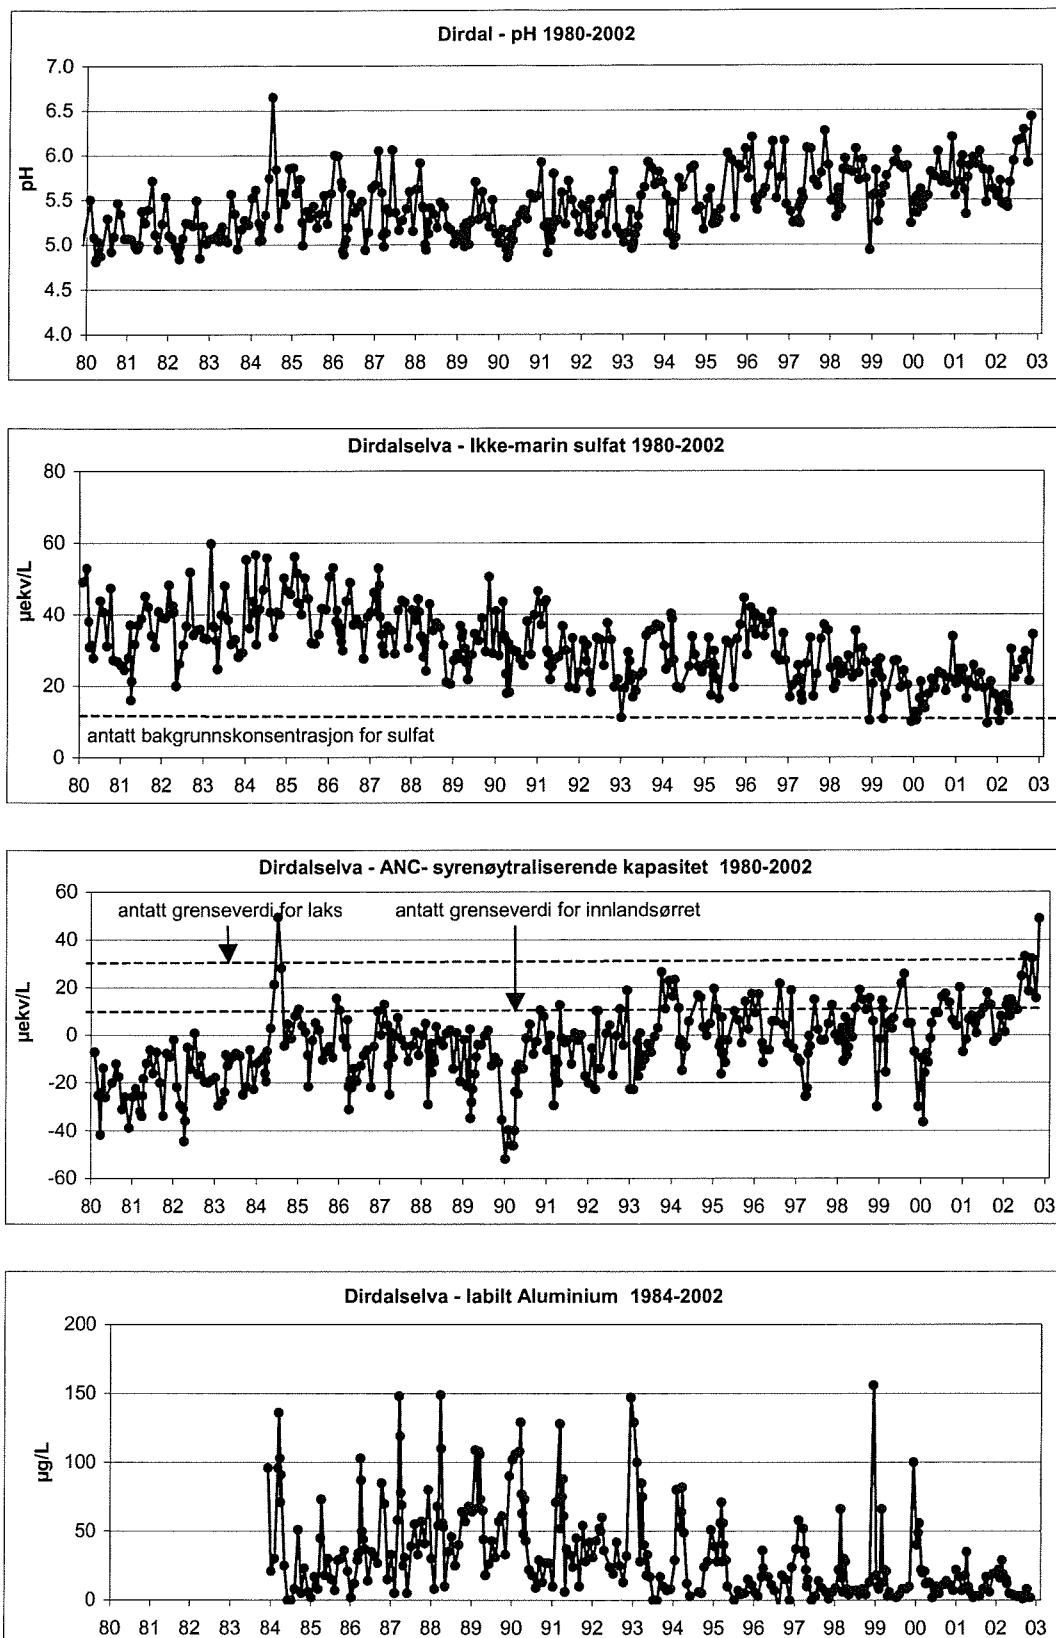 Dirdal - pH 1980-2002
7.0
6.5
6.0
5.5
5.0
4.5
4.0
pH
80 81 82 83 84 85 86 87 88 89 90 91 92 93 94 95 96 97 98 99 00 01 02 03
Dirdalselva - Ikke-marin sulfat 1980-2002
80
60
40
20
0
µekv/L
antatt bakgrunnskonsentrasjon for sulfat
80 81 82 83 84 85 86 87 88 89 90 91 92 93 94 95 96 97 98 99 00 01 02 03
Dirdalselva - ANC- syrenøytraliserende kapasitet 1980-2002
60
40
20
0
-20
-40
-60
µekv/L
antatt grenseverdi for laks
antatt grenseverdi for innlandsørret
80 81 82 83 84 85 86 87 88 89 90 91 92 93 94 95 96 97 98 99 00 01 02 03
Dirdalselva - labilt Aluminium 1984-2002
200
150
100
50
0
µg/L
80 81 82 83 84 85 86 87 88 89 90 91 92 93 94 95 96 97 98 99 00 01 02 03